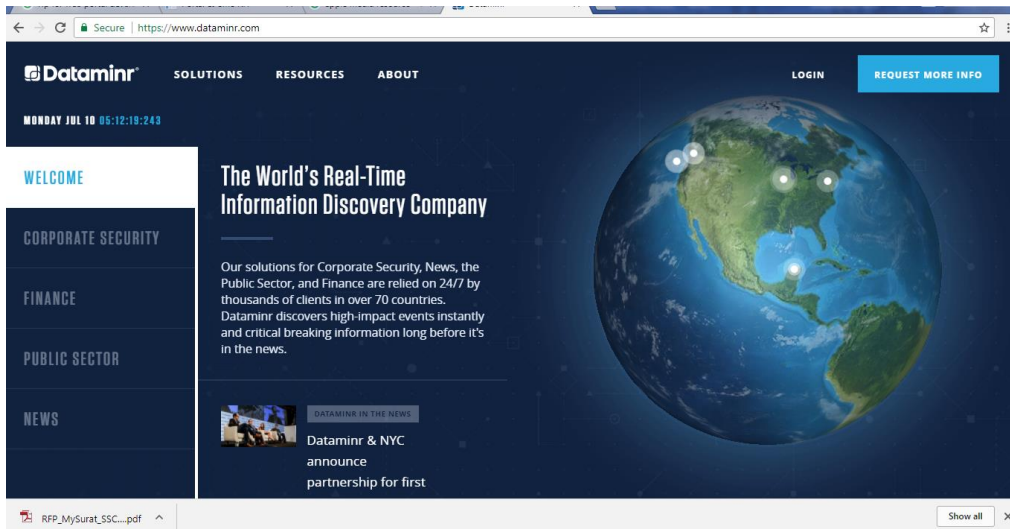 Secure | https://www.dataminr.com
Dataminr
SOLUTIONS RESOURCES ABOUT LOGIN REQUEST MORE INFO
MONDAY JUL 10 05:12:19:243
WELCOME
CORPORATE SECURITY
FINANCE
PUBLIC SECTOR
NEWS
The World's Real-Time
Information Discovery Company
Our solutions for Corporate Security, News, the
Public Sector, and Finance are relied on 24/7 by
thousands of clients in over 70 countries.
Dataminr discovers high-impact events instantly
and critical breaking information long before it's
in the news.
DATAMINR IN THE NEWS
Dataminr & NYC
announce
partnership for first
RFP_MySurat_SSC....pdf Show all